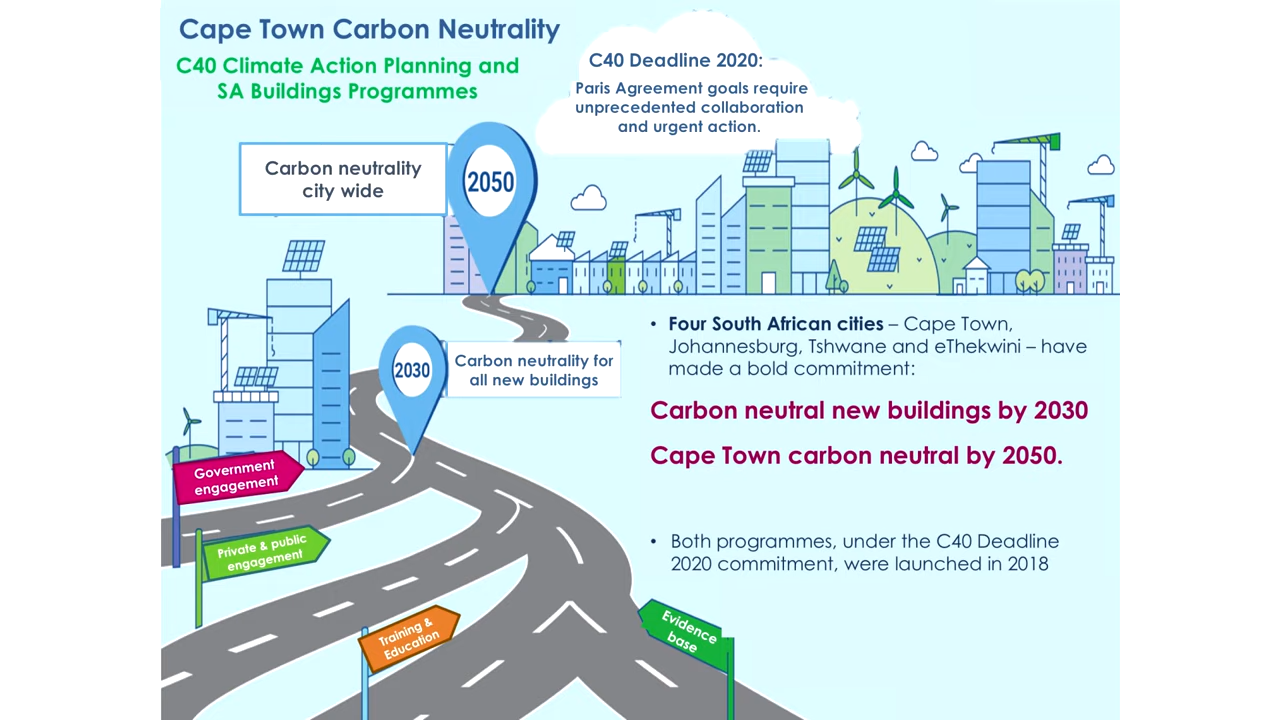 Cape Town Carbon Neutrality
C40 Climate Action Planning and
SA Buildings Programmes
C40 Deadline 2020:
Paris Agreement goals require
unprecedented collaboration
and urgent action.
Carbon neutrality
city wide
2050
2030
Carbon neutrality for
all new buildings
• Four South African cities – Cape Town,
Johannesburg, Tshwane and eThekwini – have
made a bold commitment:
Carbon neutral new buildings by 2030
Cape Town carbon neutral by 2050.
• Both programmes, under the C40 Deadline
2020 commitment, were launched in 2018
Government
engagement
Private & public
engagement
Training &
Education
Evidence
base